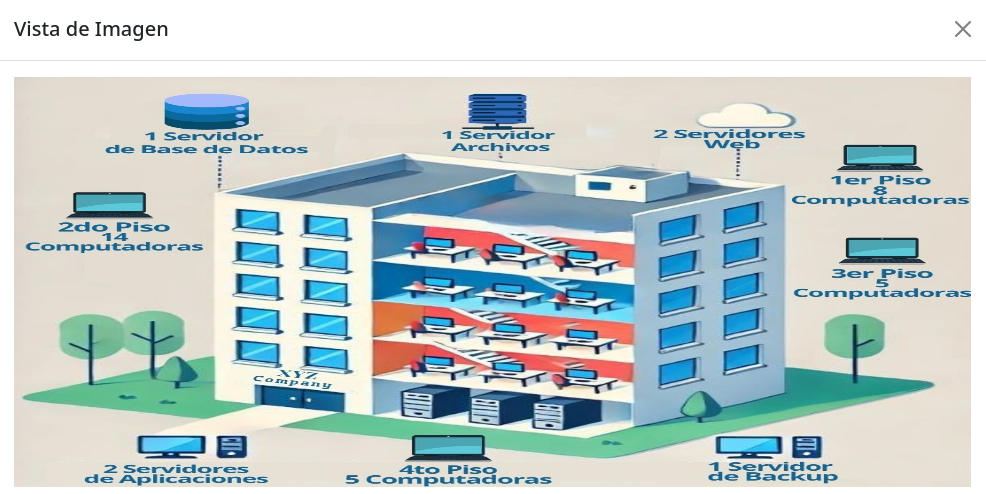 Vista de Imagen
1 Servidor
de Base de Datos
1 Servidor
Archivos
2 Servidores
Web
1er Piso
8
Computadoras
2do Piso
14
Computadoras
3er Piso
5
Computadoras
XYZ
Company
2 Servidores
de Aplicaciones
4to Piso
5 Computadoras
1 Servidor
de Backup